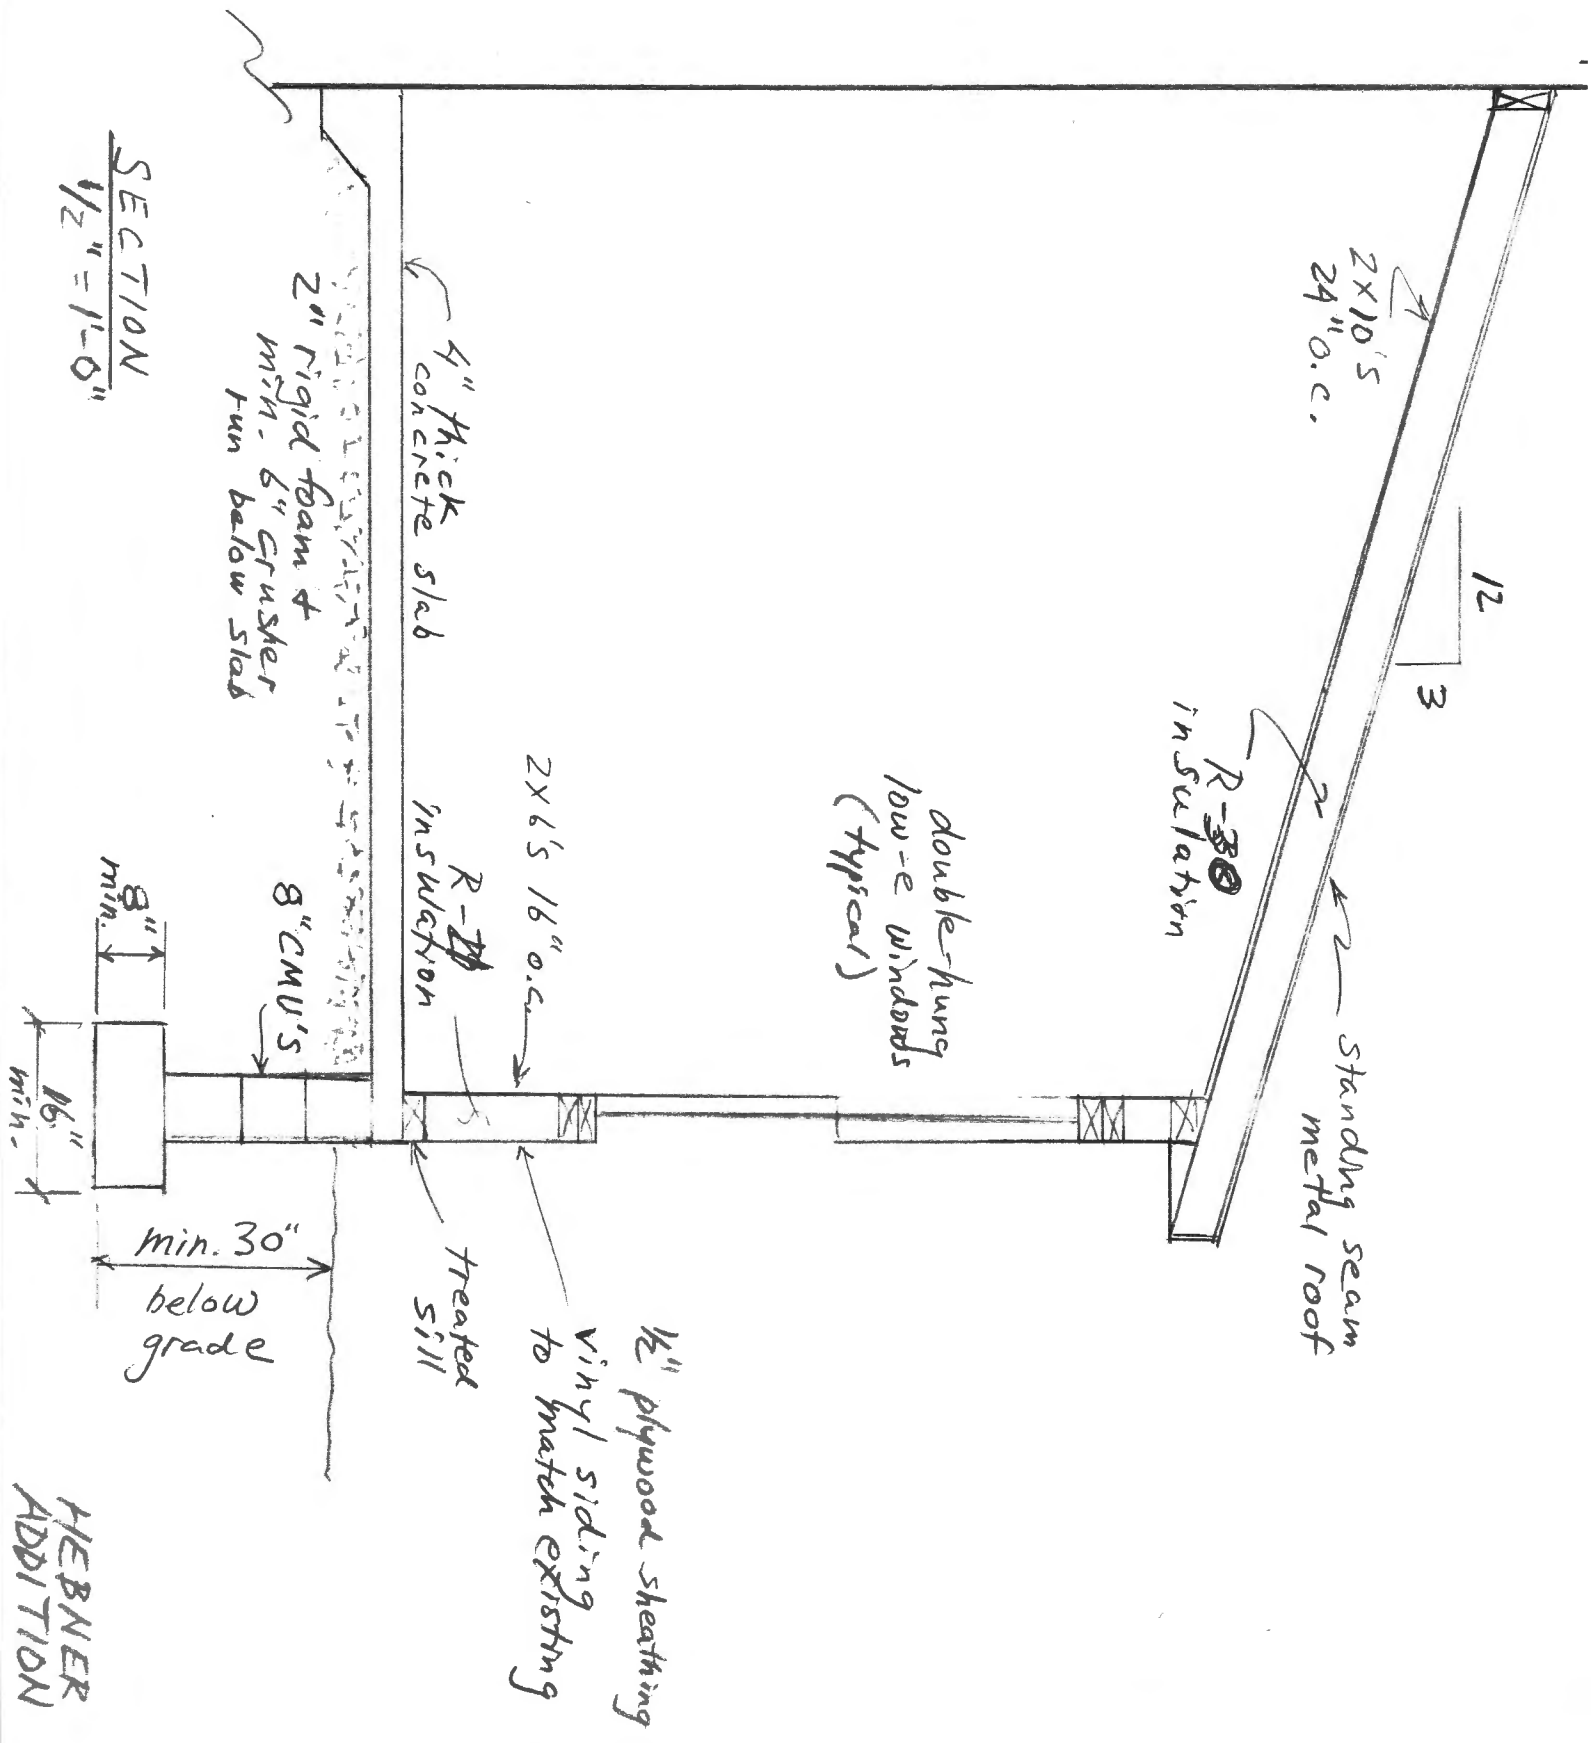 2x10's
24" o.c.
12
3
R-30
insulation
standing seam
metal roof
double-hung
low-e windows
(typical)
2x6's 16" o.c.
R-
insulation
4" thick
concrete slab
1/2" plywood sheathing
vinyl siding
to match existing
treated
sill
2" rigid foam &
min. 6" crusher
run below slab
8" CMU'S
8"
min.
16"
min.
min. 30"
below
grade
SECTION
1/2" = 1'-0"
HEBNER
ADDITION